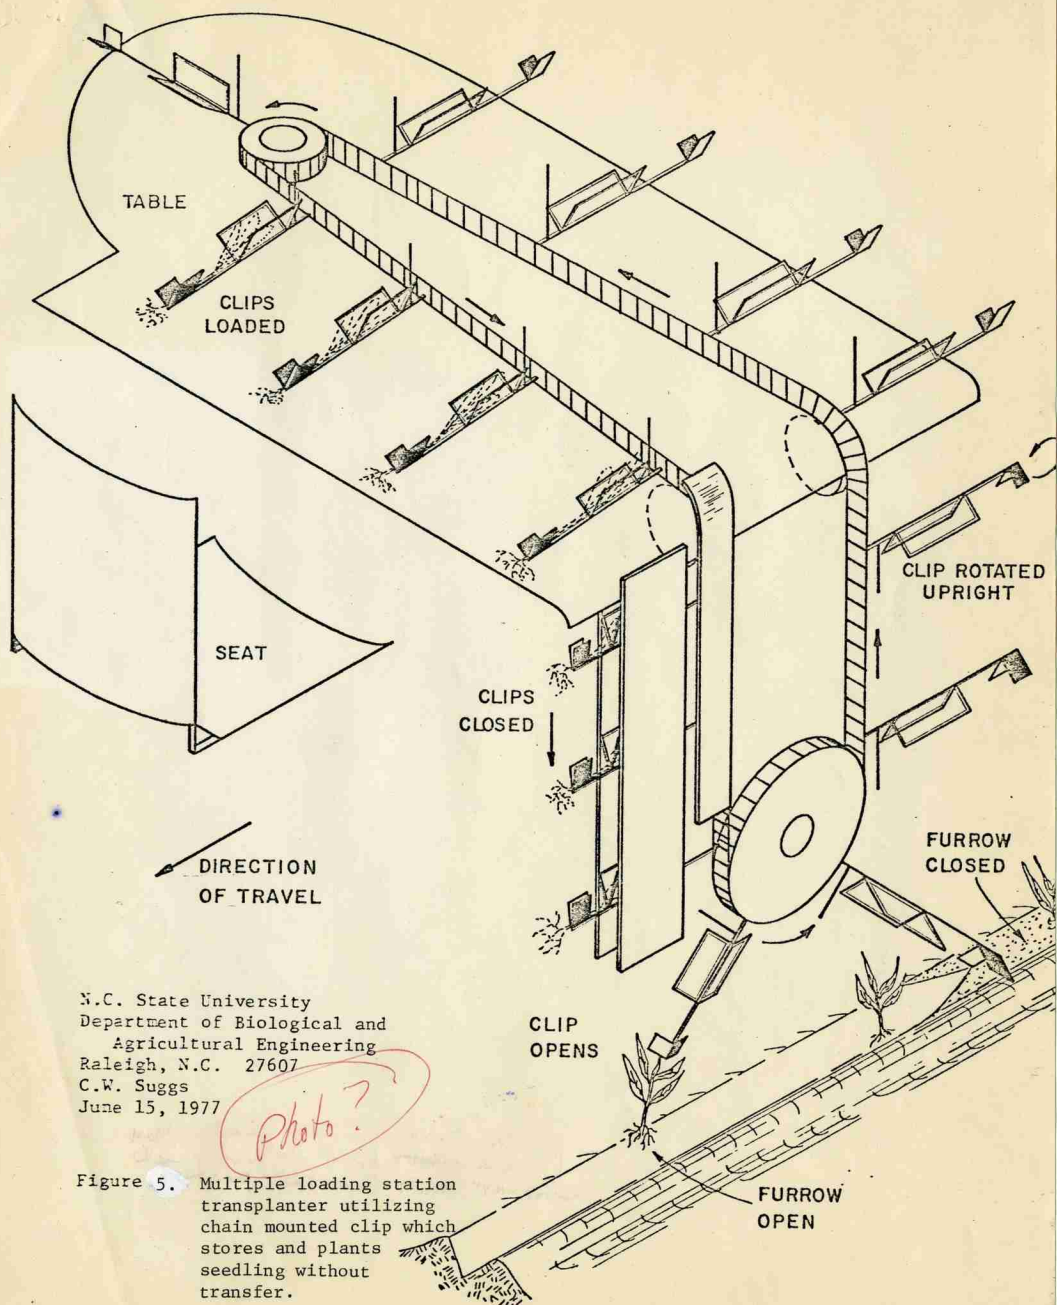 TABLE
CLIPS
LOADED
CLIP ROTATED
UPRIGHT
SEAT
CLIPS
CLOSED
DIRECTION
OF TRAVEL
FURROW
CLOSED
CLIP
OPENS
N.C. State University
Department of Biological and
Agricultural Engineering
Raleigh, N.C. 27607
C.W. Suggs
June 15, 1977
Photo?
FURROW
OPEN
Figure 5. Multiple loading station
transplanter utilizing
chain mounted clip which
stores and plants
seedling without
transfer.